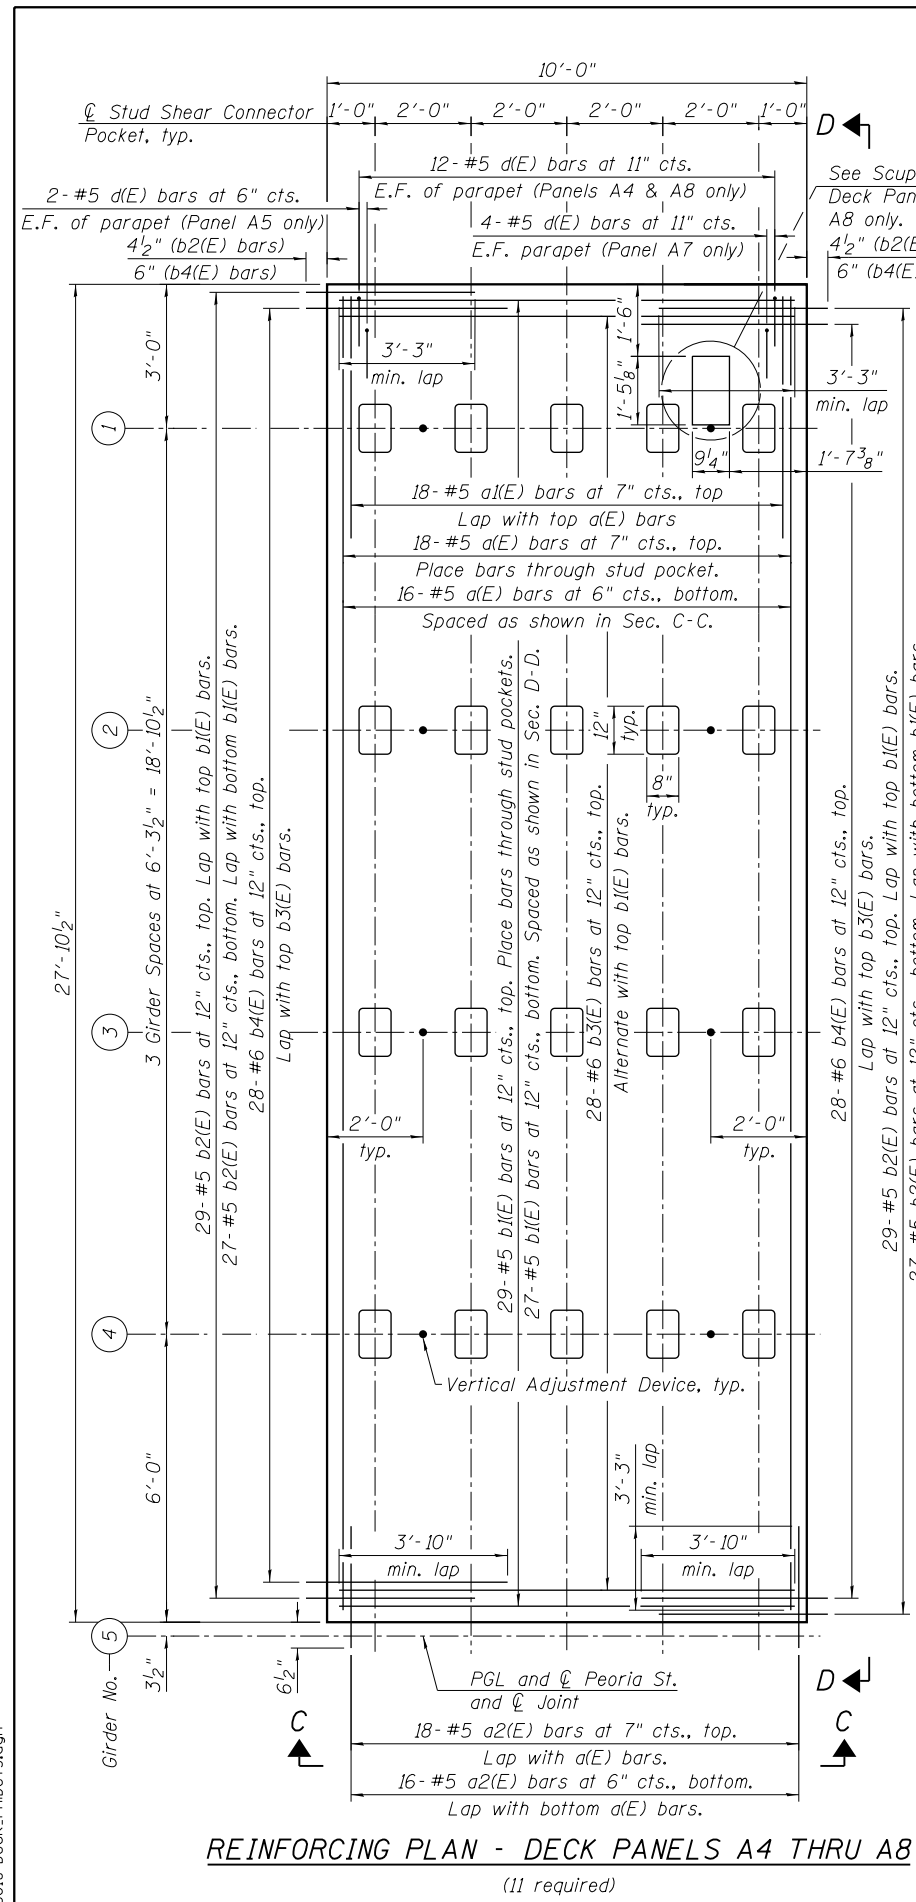 10'-0"
℄ Stud Shear Connector
Pocket, typ.
1'-0" 2'-0" 2'-0" 2'-0" 2'-0" 1'-0"
D
12- #5 d(E) bars at 11" cts.
E.F. of parapet (Panels A4 & A8 only)
2- #5 d(E) bars at 6" cts.
E.F. of parapet (Panel A5 only)
4- #5 d(E) bars at 11" cts.
E.F. parapet (Panel A7 only)
See Scup
Deck Pan
A8 only.
4½" (b2(E) bars)
6" (b4(E) bars)
4½" (b2(E
6" (b4(E
3'-0"
1'-6"
1'-5⅛"
3'-3"
min. lap
3'-3"
min. lap
9¼"
1'-7⅜"
1
18- #5 a1(E) bars at 7" cts., top
Lap with top a(E) bars
18- #5 a(E) bars at 7" cts., top.
Place bars through stud pocket.
16- #5 a(E) bars at 6" cts., bottom.
Spaced as shown in Sec. C-C.
2
12"
typ.
8"
typ.
27'-10½"
3 Girder Spaces at 6'-3½" = 18'-10½"
29- #5 b2(E) bars at 12" cts., top. Lap with top b1(E) bars.
27- #5 b2(E) bars at 12" cts., bottom. Lap with bottom b1(E) bars.
28- #6 b4(E) bars at 12" cts., top.
Lap with top b3(E) bars.
29- #5 b1(E) bars at 12" cts., top. Place bars through stud pockets.
27- #5 b1(E) bars at 12" cts., bottom. Spaced as shown in Sec. D-D.
28- #6 b3(E) bars at 12" cts., top.
Alternate with top b1(E) bars.
28- #6 b4(E) bars at 12" cts., top.
Lap with top b3(E) bars.
29- #5 b2(E) bars at 12" cts., top. Lap with top b1(E) bars.
27- #5 b2(E) bars at 12" cts., bottom. Lap with bottom b1(E) bars.
3
2'-0"
typ.
2'-0"
typ.
4
Vertical Adjustment Device, typ.
6'-0"
3'-3"
min. lap
3'-10"
min. lap
3'-10"
min. lap
5
Girder No.
3½"
6½"
PGL and ℄ Peoria St.
and ℄ Joint
D
C
C
18- #5 a2(E) bars at 7" cts., top.
Lap with a(E) bars.
16- #5 a2(E) bars at 6" cts., bottom.
Lap with bottom a(E) bars.
REINFORCING PLAN - DECK PANELS A4 THRU A8
(11 required)